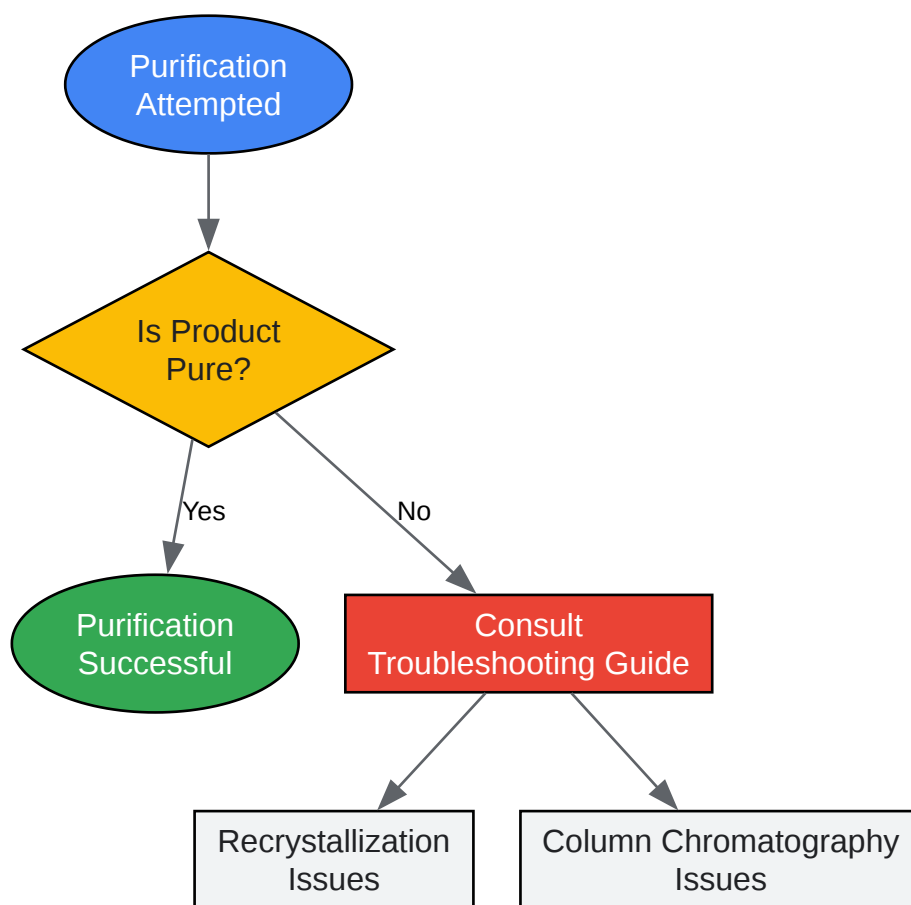 Purification
Attempted
Is Product
Pure?
Yes
No
Purification
Successful
Consult
Troubleshooting Guide
Recrystallization
Issues
Column Chromatography
Issues